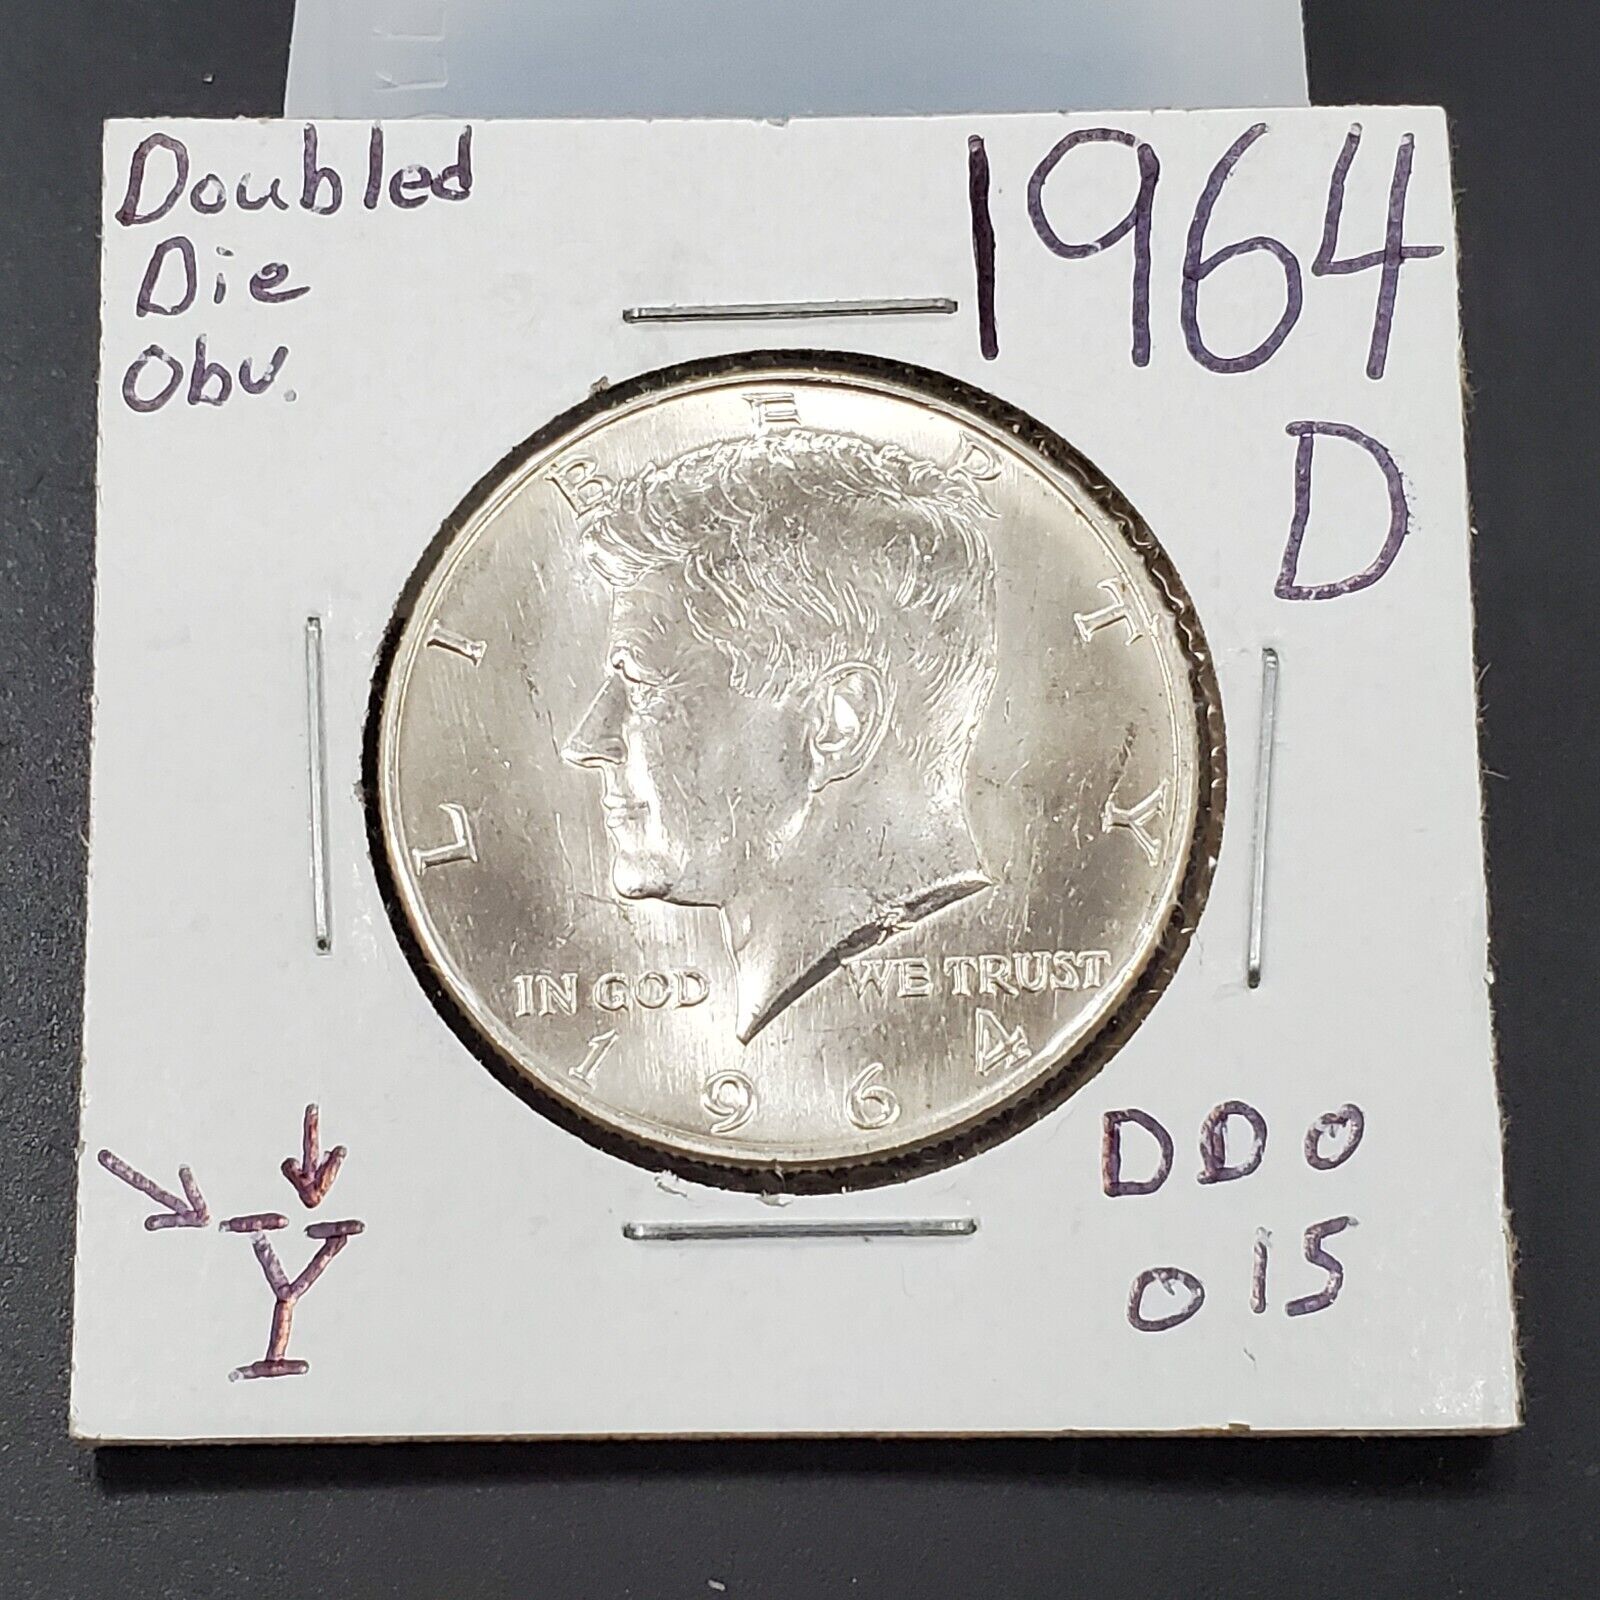 Doubled
Die
Obv.
1964
D
LIBERTY
IN GOD WE TRUST
1964
Y
DDO
015